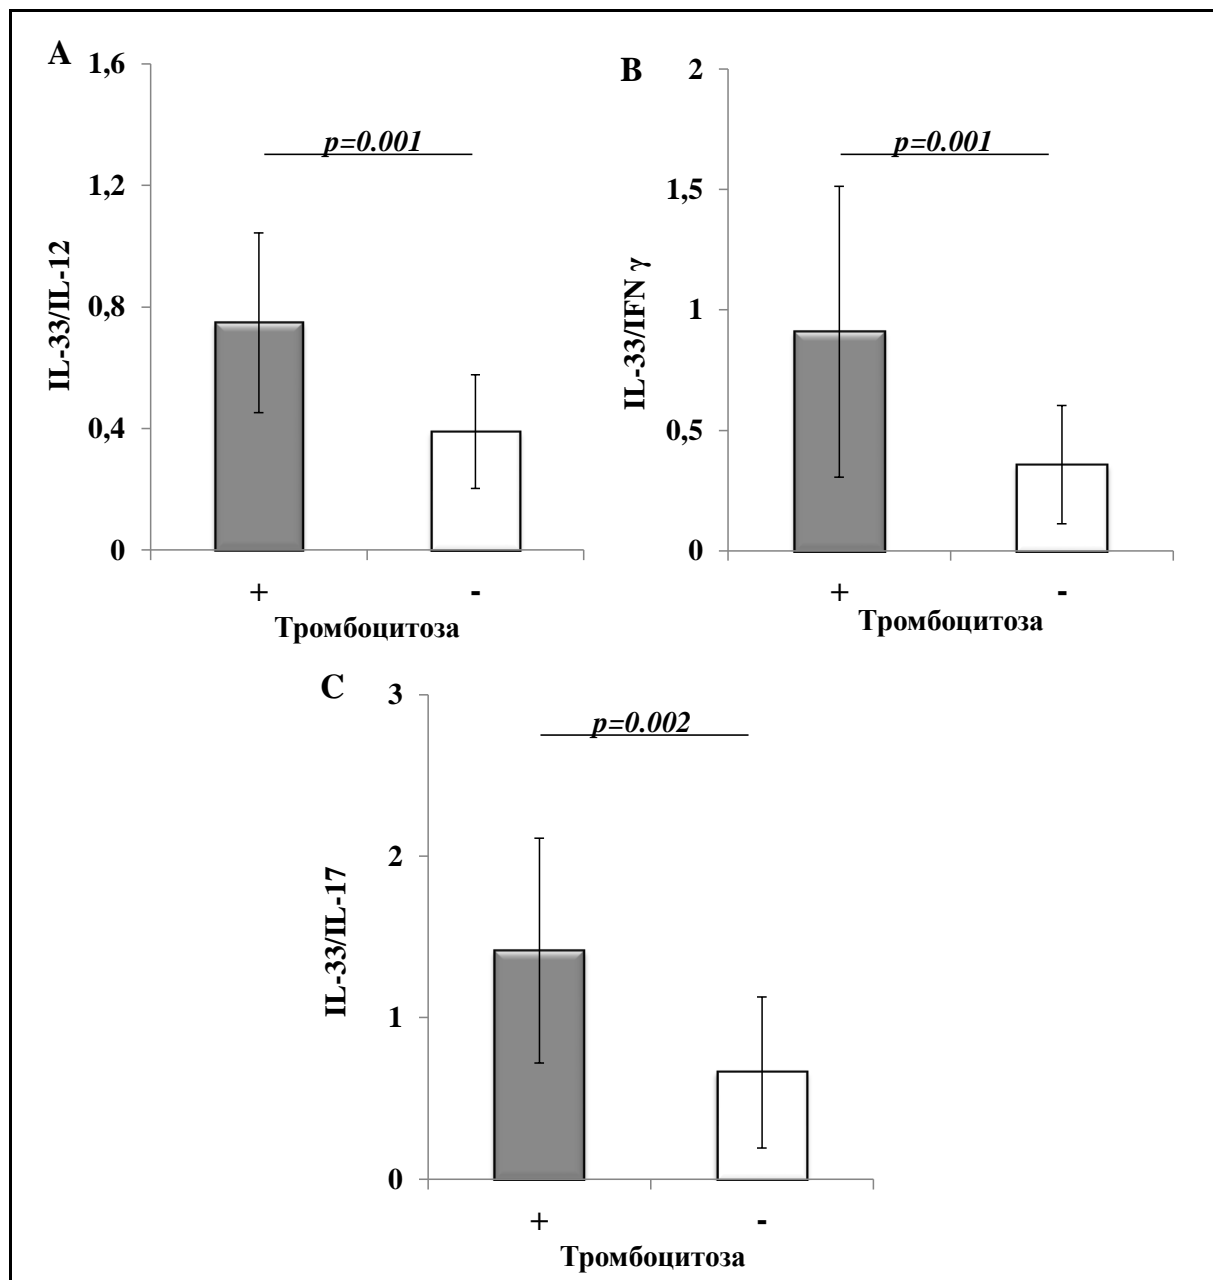 A
1,6
1,2
0,8
0,4
0
IL-33/IL-12
p=0.001
+ -
Тромбоцитоза
B
2
1,5
1
0,5
0
IL-33/IFN γ
p=0.001
+ -
Тромбоцитоза
C
3
2
1
0
IL-33/IL-17
p=0.002
+ -
Тромбоцитоза